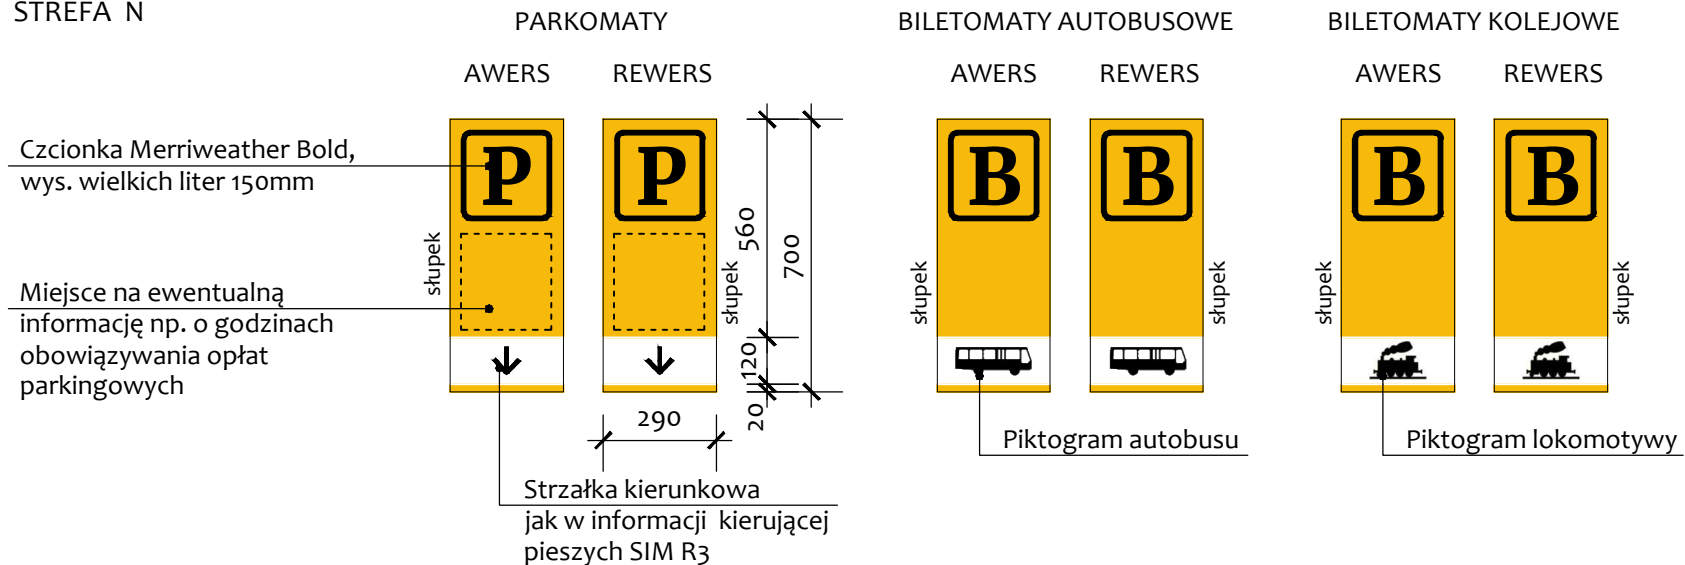 STREFA N
PARKOMATY
BILETOMATY AUTOBUSOWE
BILETOMATY KOLEJOWE
AWERS
REWERS
AWERS
REWERS
AWERS
REWERS
Czcionka Merriweather Bold,
wys. wielkich liter 150mm
P
P
B
B
B
B
Miejsce na ewentualną
informację np. o godzinach
obowiązywania opłat
parkingowych
słupek
słupek
słupek
słupek
słupek
słupek
560
700
120
20
290
Strzałka kierunkowa
jak w informacji kierującej
pieszych SIM R3
Piktogram autobusu
Piktogram lokomotywy